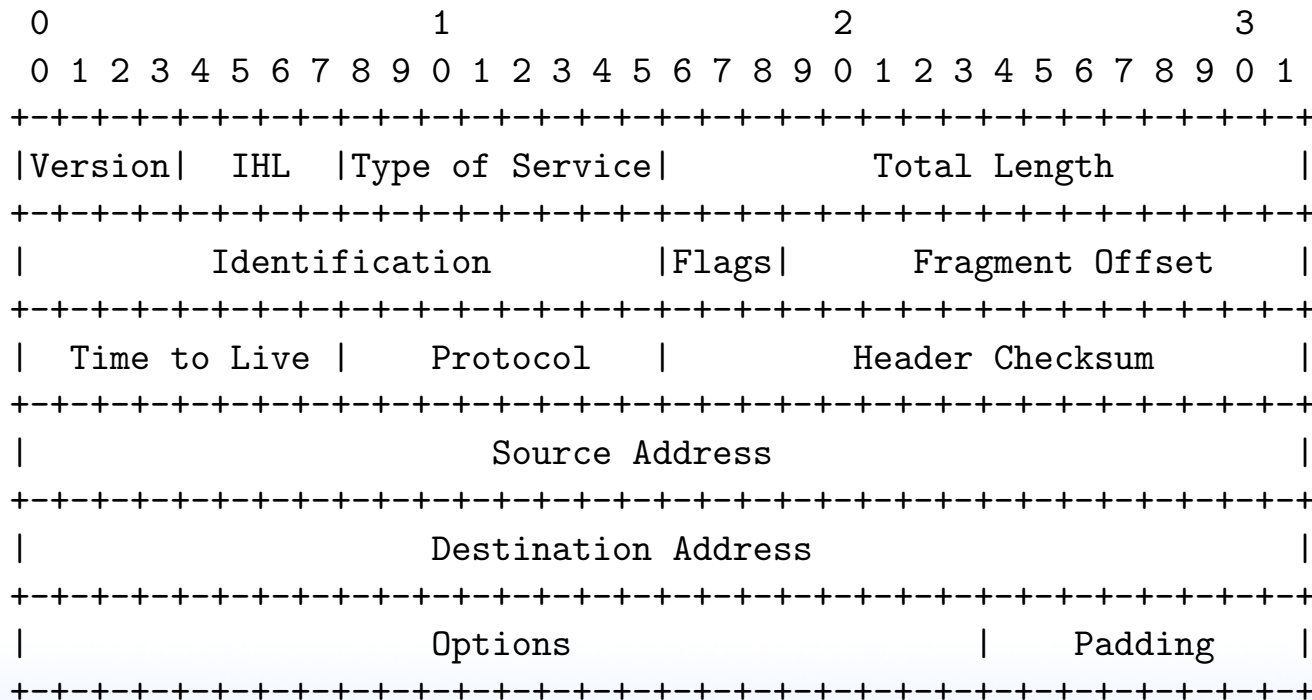 0                   1                   2                   3
 0 1 2 3 4 5 6 7 8 9 0 1 2 3 4 5 6 7 8 9 0 1 2 3 4 5 6 7 8 9 0 1
+-+-+-+-+-+-+-+-+-+-+-+-+-+-+-+-+-+-+-+-+-+-+-+-+-+-+-+-+-+-+-+-+
|Version|  IHL  |Type of Service|          Total Length         |
+-+-+-+-+-+-+-+-+-+-+-+-+-+-+-+-+-+-+-+-+-+-+-+-+-+-+-+-+-+-+-+-+
|         Identification        |Flags|      Fragment Offset    |
+-+-+-+-+-+-+-+-+-+-+-+-+-+-+-+-+-+-+-+-+-+-+-+-+-+-+-+-+-+-+-+-+
|  Time to Live |    Protocol   |         Header Checksum       |
+-+-+-+-+-+-+-+-+-+-+-+-+-+-+-+-+-+-+-+-+-+-+-+-+-+-+-+-+-+-+-+-+
|                       Source Address                          |
+-+-+-+-+-+-+-+-+-+-+-+-+-+-+-+-+-+-+-+-+-+-+-+-+-+-+-+-+-+-+-+-+
|                    Destination Address                        |
+-+-+-+-+-+-+-+-+-+-+-+-+-+-+-+-+-+-+-+-+-+-+-+-+-+-+-+-+-+-+-+-+
|                    Options                    |    Padding    |
+-+-+-+-+-+-+-+-+-+-+-+-+-+-+-+-+-+-+-+-+-+-+-+-+-+-+-+-+-+-+-+-+